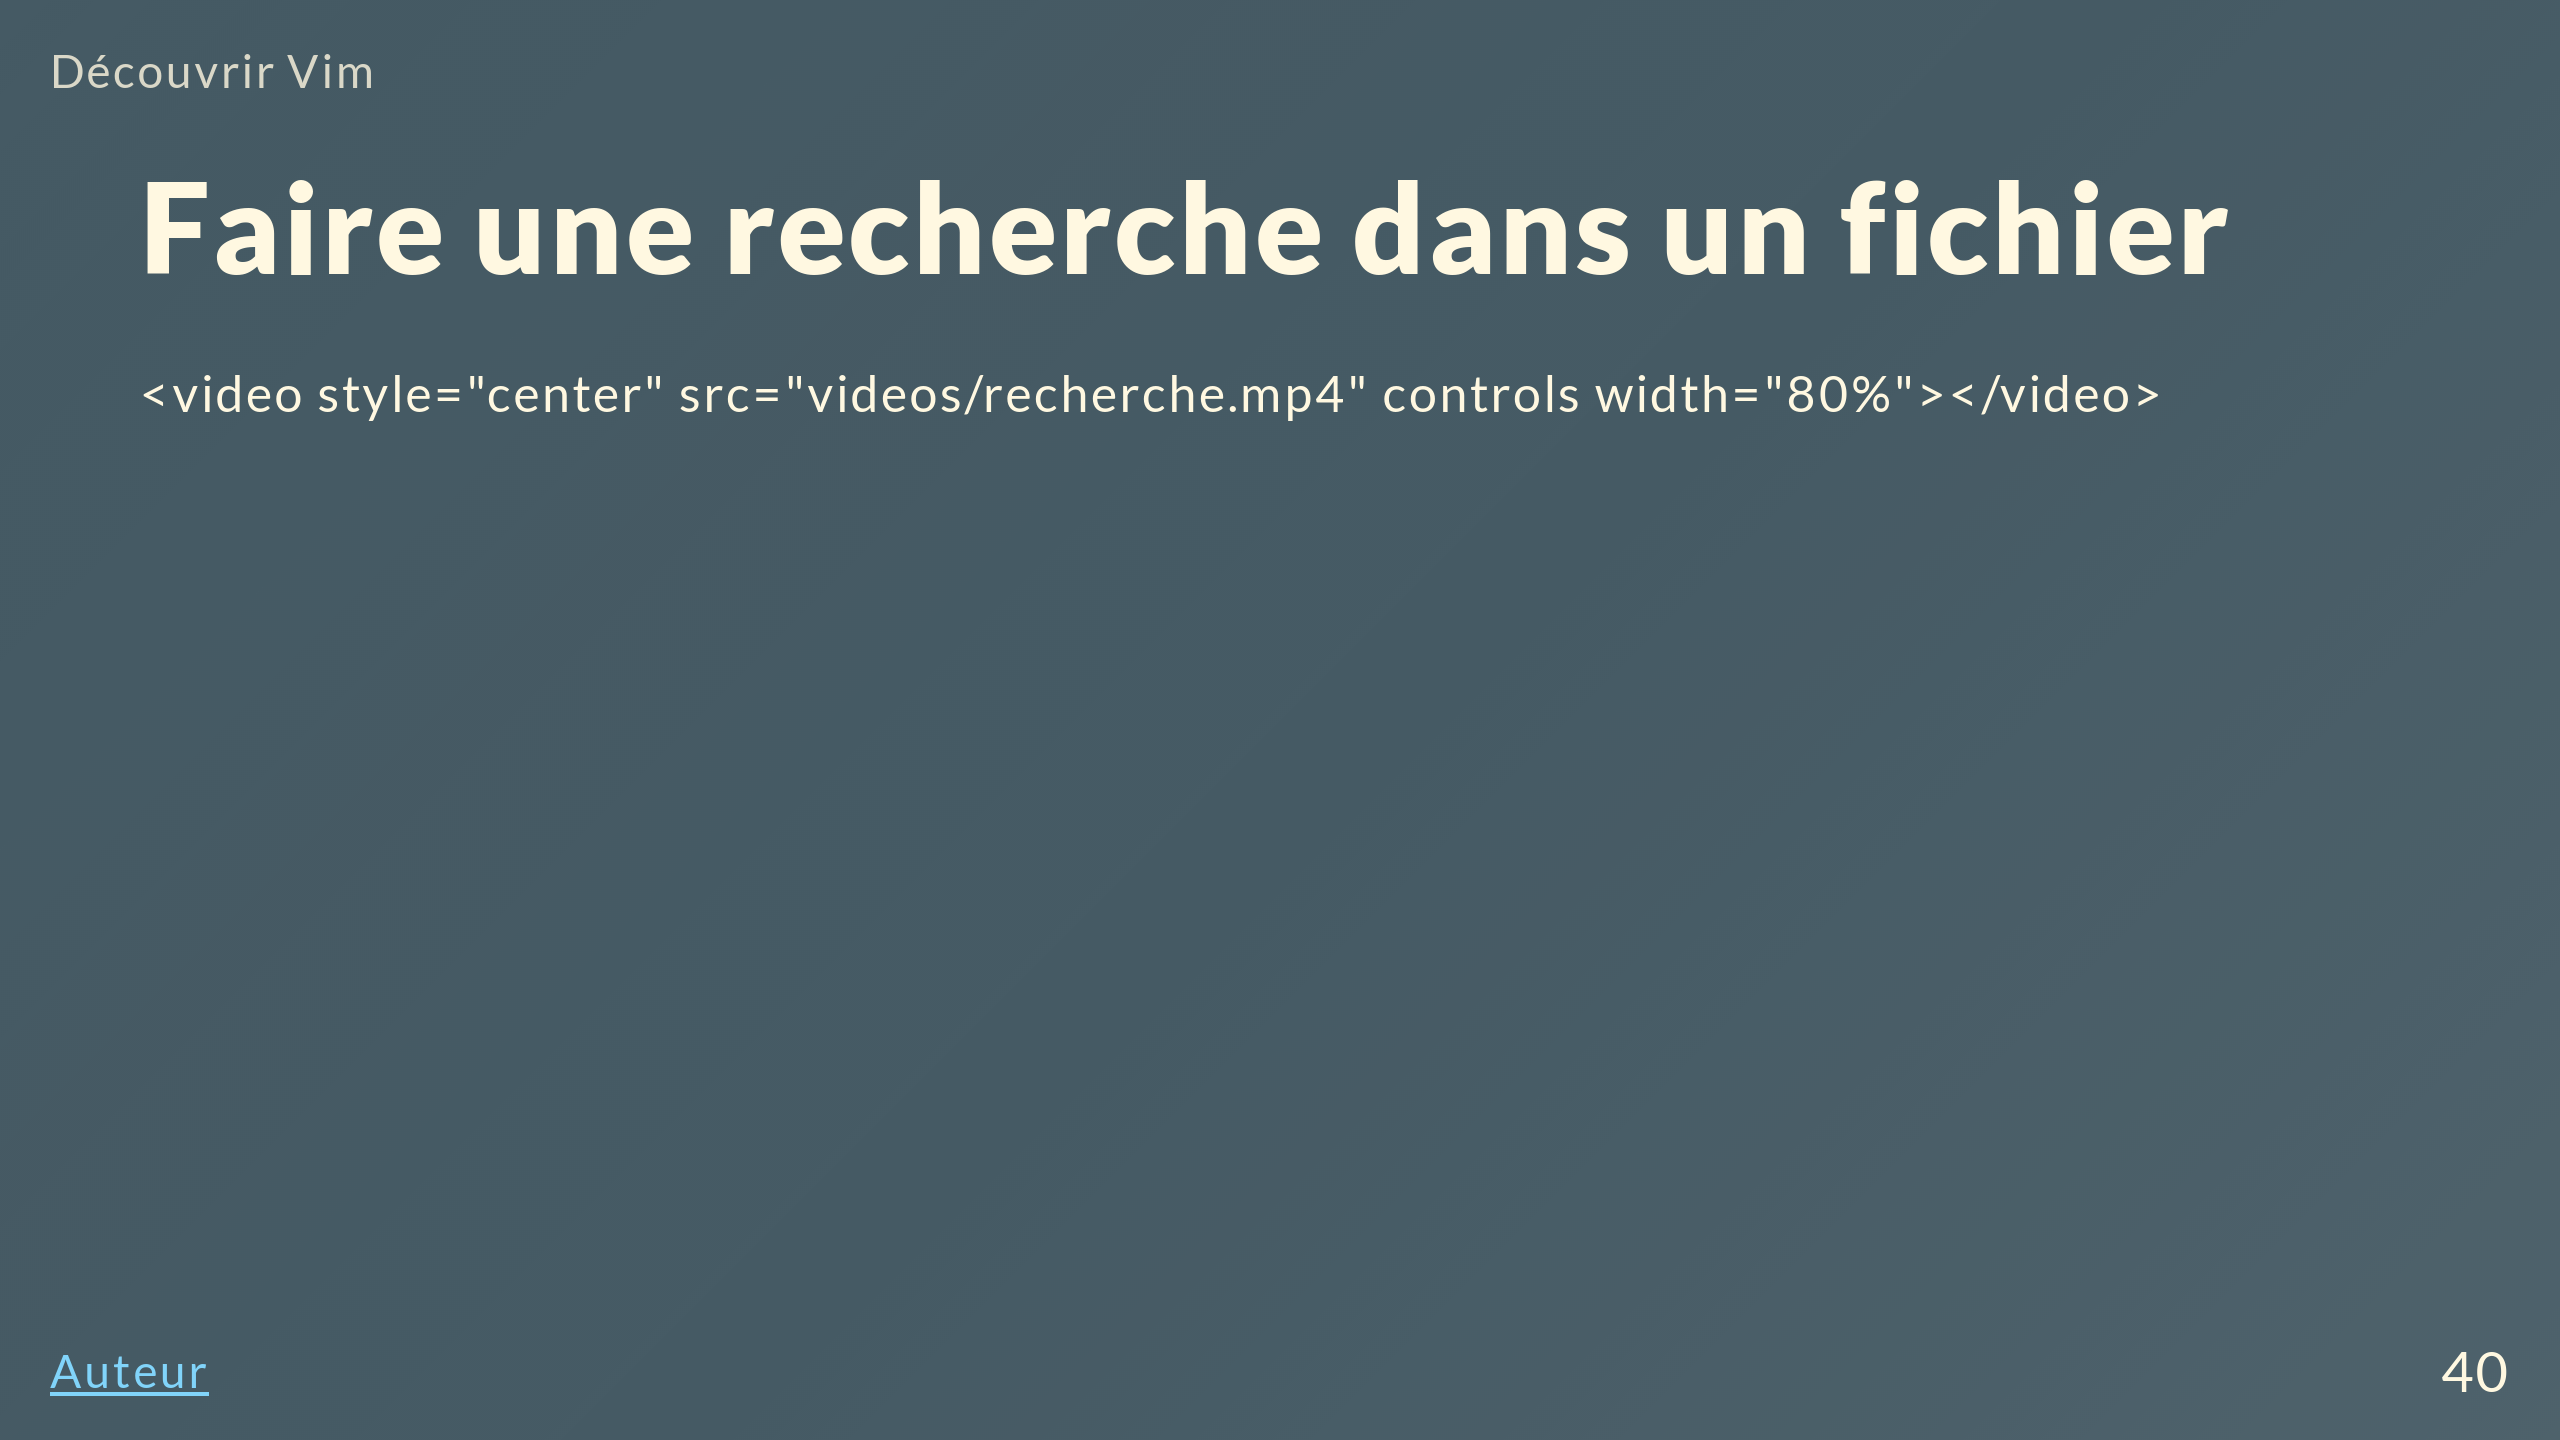 Découvrir Vim
Faire une recherche dans un fichier
<video style="center" src="videos/recherche.mp4" controls width="80%"></video>
Auteur
40